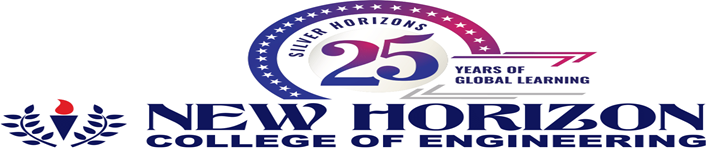 SILVER HORIZONS
25
YEARS OF
GLOBAL LEARNING
NEW HORIZON
COLLEGE OF ENGINEERING